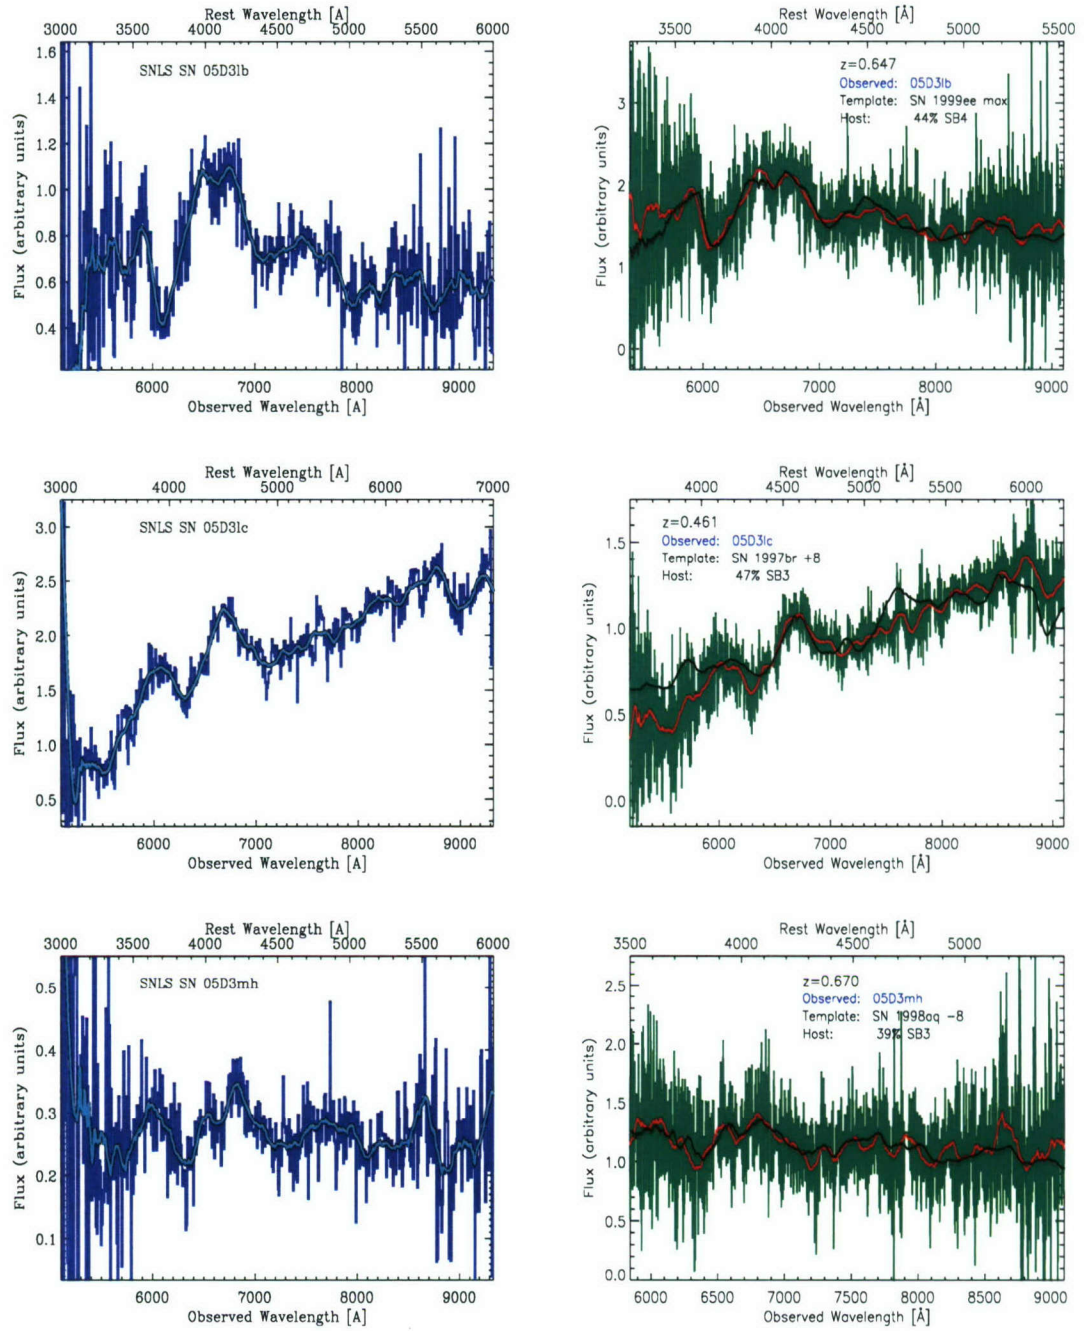 Rest Wavelength [A]
3000 3500 4000 4500 5000 5500 6000
SNLS SN 05D3lb
1.6
1.4
1.2
1.0
0.8
0.6
0.4
Flux (arbitrary units)
6000 7000 8000 9000
Observed Wavelength [A]
Rest Wavelength [Å]
3500 4000 4500 5000 5500
z=0.647
Observed: 05D3lb
Template: SN 1999ee max
Host: 44% SB4
3
2
1
0
Flux (arbitrary units)
6000 7000 8000 9000
Observed Wavelength [Å]
Rest Wavelength [A]
3000 4000 5000 6000 7000
SNLS SN 05D3lc
3.0
2.5
2.0
1.5
1.0
0.5
Flux (arbitrary units)
6000 7000 8000 9000
Observed Wavelength [A]
Rest Wavelength [Å]
4000 4500 5000 5500 6000
z=0.461
Observed: 05D3lc
Template: SN 1997br +8
Host: 47% SB3
1.5
1.0
0.5
0.0
Flux (arbitrary units)
6000 7000 8000 9000
Observed Wavelength [Å]
Rest Wavelength [A]
3000 3500 4000 4500 5000 5500 6000
SNLS SN 05D3mh
0.5
0.4
0.3
0.2
0.1
Flux (arbitrary units)
6000 7000 8000 9000
Observed Wavelength [A]
Rest Wavelength [Å]
3500 4000 4500 5000
z=0.670
Observed: 05D3mh
Template: SN 1998aq -8
Host: 39% SB3
2.5
2.0
1.5
1.0
0.5
0.0
Flux (arbitrary units)
6000 6500 7000 7500 8000 8500 9000
Observed Wavelength [Å]